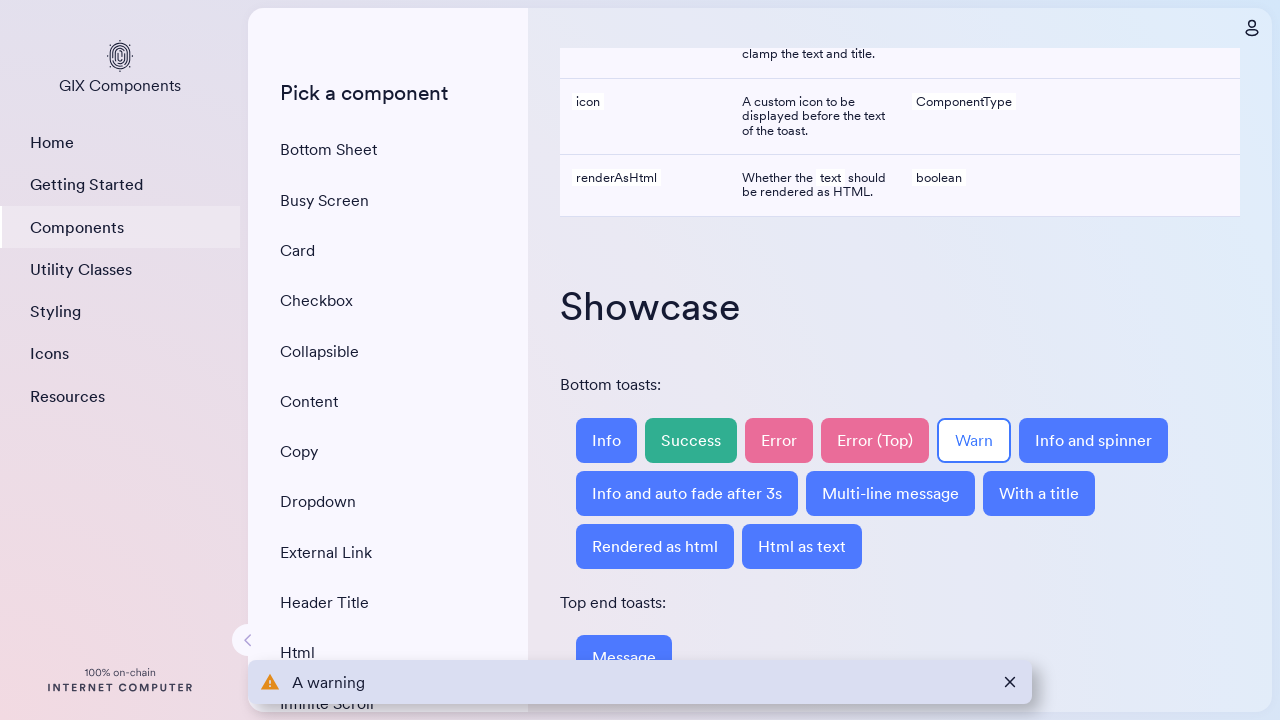 GIX Components
Home
Getting Started
Components
Utility Classes
Styling
Icons
Resources
100% on-chain
INTERNET COMPUTER
Pick a component
Bottom Sheet
Busy Screen
Card
Checkbox
Collapsible
Content
Copy
Dropdown
External Link
Header Title
Html
Infinite Scroll
clamp the text and title.
icon
A custom icon to be
displayed before the text
of the toast.
ComponentType
renderAsHtml
Whether the text should
be rendered as HTML.
boolean
Showcase
Bottom toasts:
Info Success Error Error (Top) Warn Info and spinner
Info and auto fade after 3s Multi-line message With a title
Rendered as html Html as text
Top end toasts:
Message
A warning